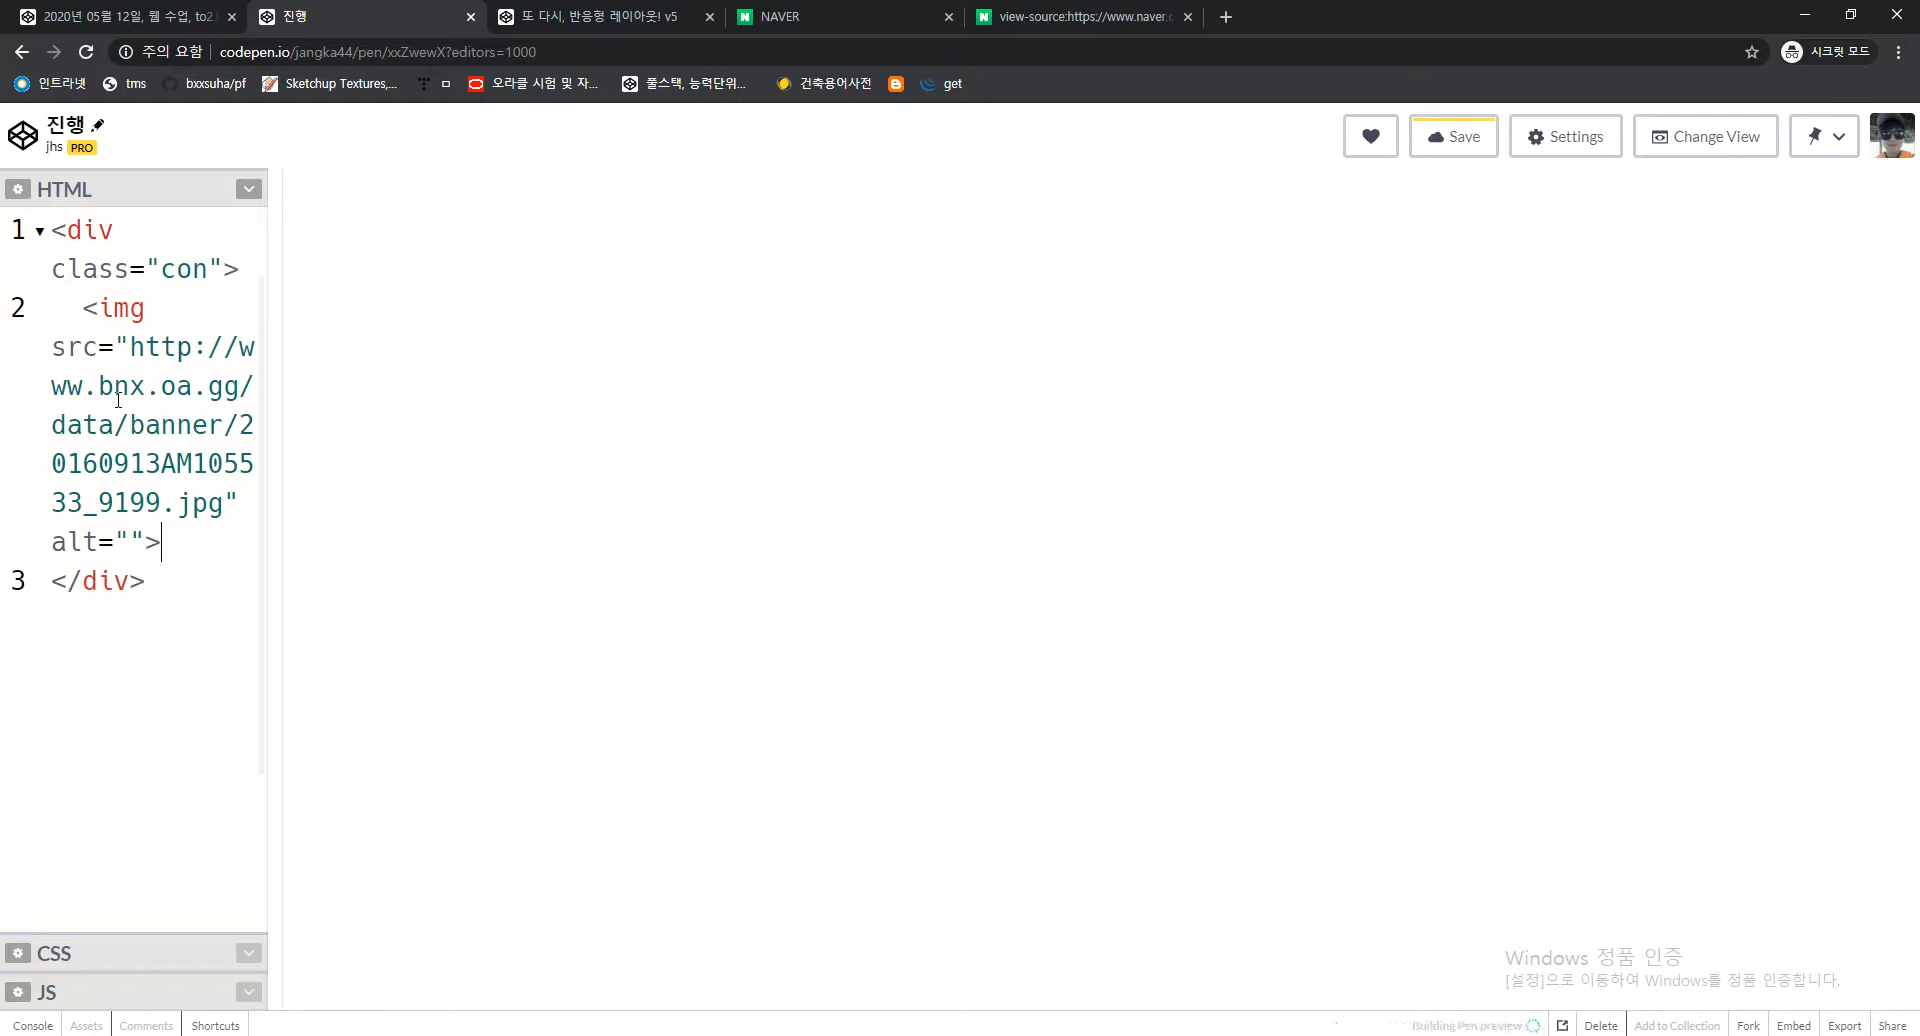 2020년 05월 12일, 웹 수업, to2.
진행
또 다시, 반응형 레이아웃! v5
NAVER
view-source:https://www.naver.c
주의 요함 codepen.io/jangka44/pen/xxZwewX?editors=1000
시크릿 모드
인트라넷
tms
bxxsuha/pf
Sketchup Textures,...
ㅁ
오라클 시험 및 자...
풀스택, 능력단위...
건축용어사전
get
진행
jhs PRO
Save
Settings
Change View
HTML
1 <div
class="con">
2 <img
src="http://w
ww.bnx.oa.gg/
data/banner/2
0160913AM1055
33_9199.jpg"
alt="">
3 </div>
CSS
JS
Windows 정품 인증
[설정]으로 이동하여 Windows를 정품 인증합니다.
Console
Assets
Comments
Shortcuts
Delete
Add to Collection
Fork
Embed
Export
Share